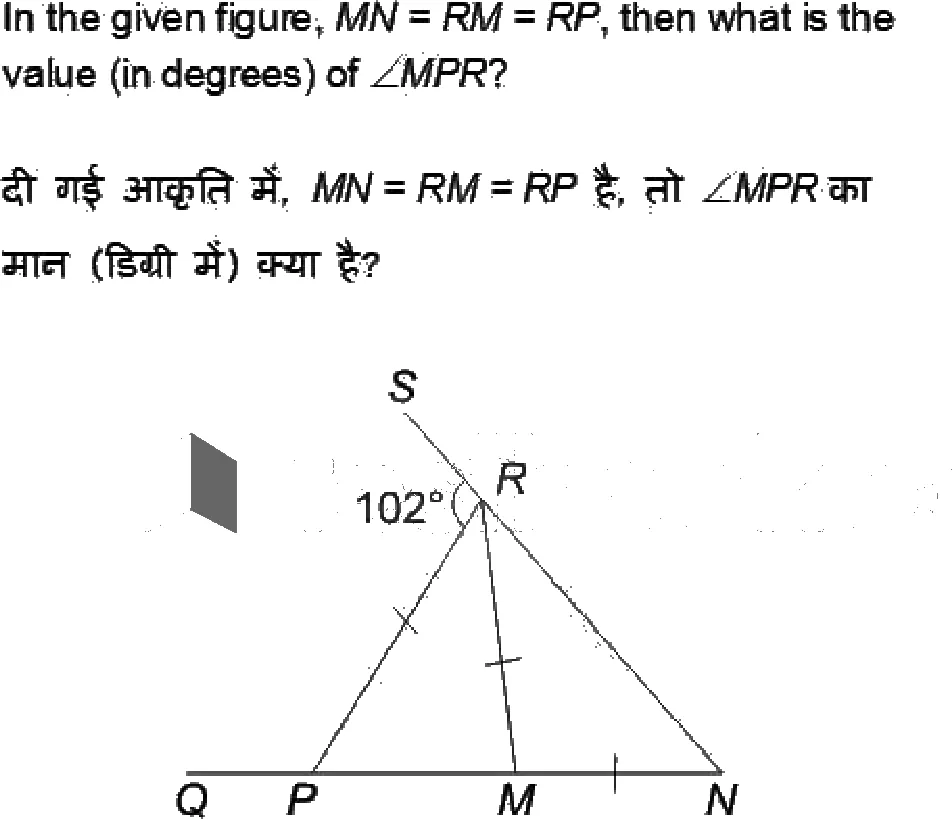 In the given figure, MN = RM = RP, then what is the
value (in degrees) of ∠MPR?
दी गई आकृति में, MN = RM = RP है, तो ∠MPR का
मान (डिग्री में) क्या है?
S
R
102°
Q P M N